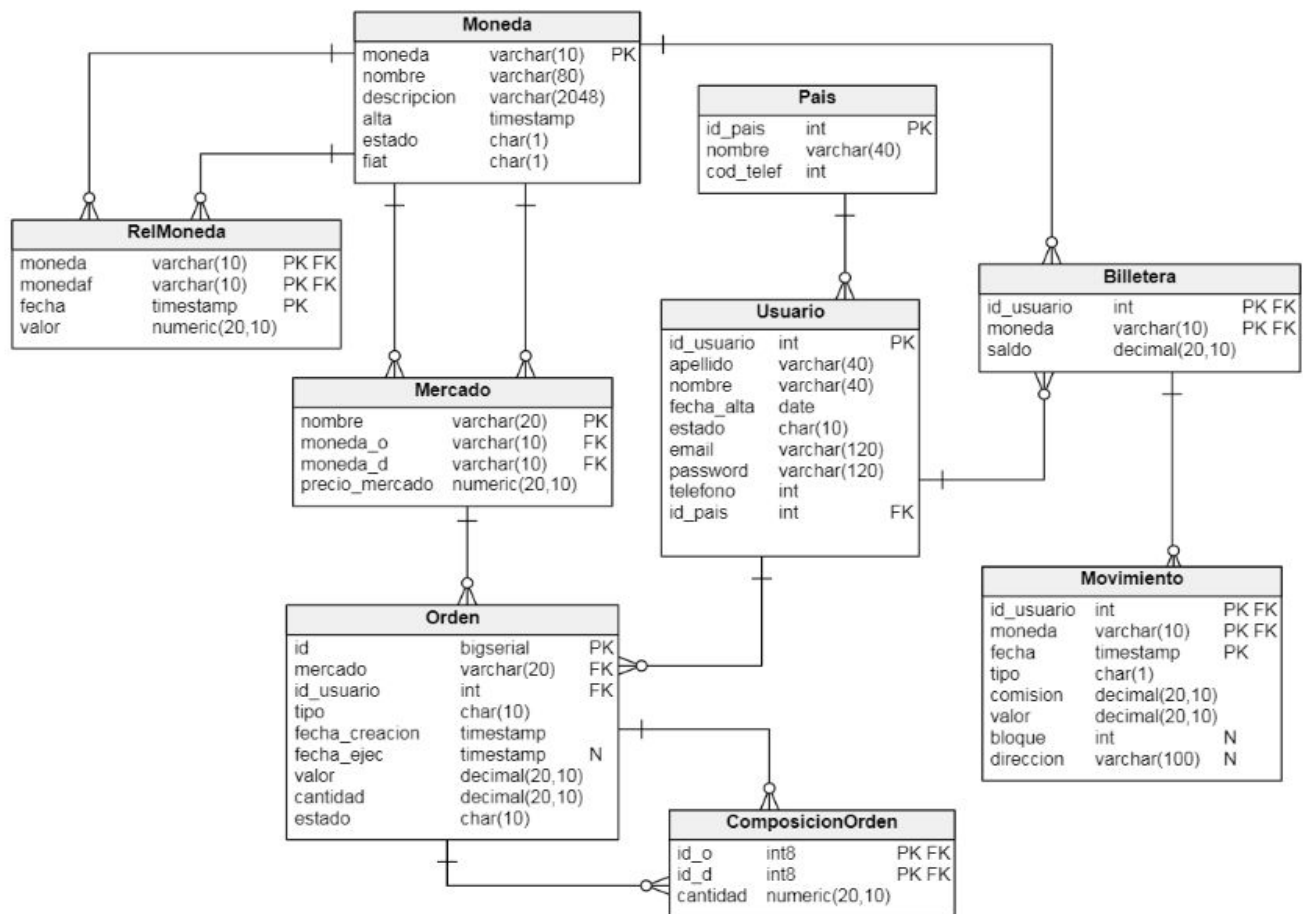 Moneda
moneda varchar(10) PK
nombre varchar(80)
descripcion varchar(2048)
alta timestamp
estado char(1)
fiat char(1)
Pais
id_pais int PK
nombre varchar(40)
cod_telef int
RelMoneda
moneda varchar(10) PK FK
monedaf varchar(10) PK FK
fecha timestamp PK
valor numeric(20,10)
Billetera
id_usuario int PK FK
moneda varchar(10) PK FK
saldo decimal(20,10)
Usuario
id_usuario int PK
apellido varchar(40)
nombre varchar(40)
fecha_alta date
estado char(10)
email varchar(120)
password varchar(120)
telefono int
id_pais int FK
Mercado
nombre varchar(20) PK
moneda_o varchar(10) FK
moneda_d varchar(10) FK
precio_mercado numeric(20,10)
Movimiento
id_usuario int PK FK
moneda varchar(10) PK FK
fecha timestamp PK
tipo char(1)
comision decimal(20,10)
valor decimal(20,10)
bloque int N
direccion varchar(100) N
Orden
id bigserial PK
mercado varchar(20) FK
id_usuario int FK
tipo char(10)
fecha_creacion timestamp
fecha_ejec timestamp N
valor decimal(20,10)
cantidad decimal(20,10)
estado char(10)
ComposicionOrden
id_o int8 PK FK
id_d int8 PK FK
cantidad numeric(20,10)